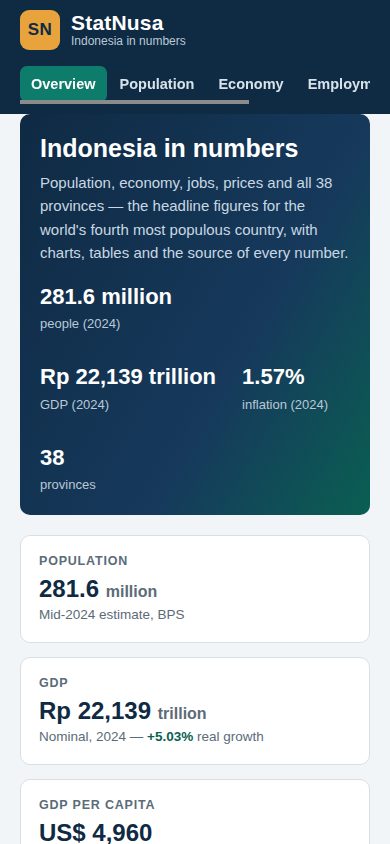 SN
StatNusa
Indonesia in numbers
Overview Population Economy Employm
Indonesia in numbers
Population, economy, jobs, prices and all 38
provinces — the headline figures for the
world's fourth most populous country, with
charts, tables and the source of every number.
281.6 million
people (2024)
Rp 22,139 trillion 1.57%
GDP (2024) inflation (2024)
38
provinces
POPULATION
281.6 million
Mid-2024 estimate, BPS
GDP
Rp 22,139 trillion
Nominal, 2024 — +5.03% real growth
GDP PER CAPITA
US$ 4,960